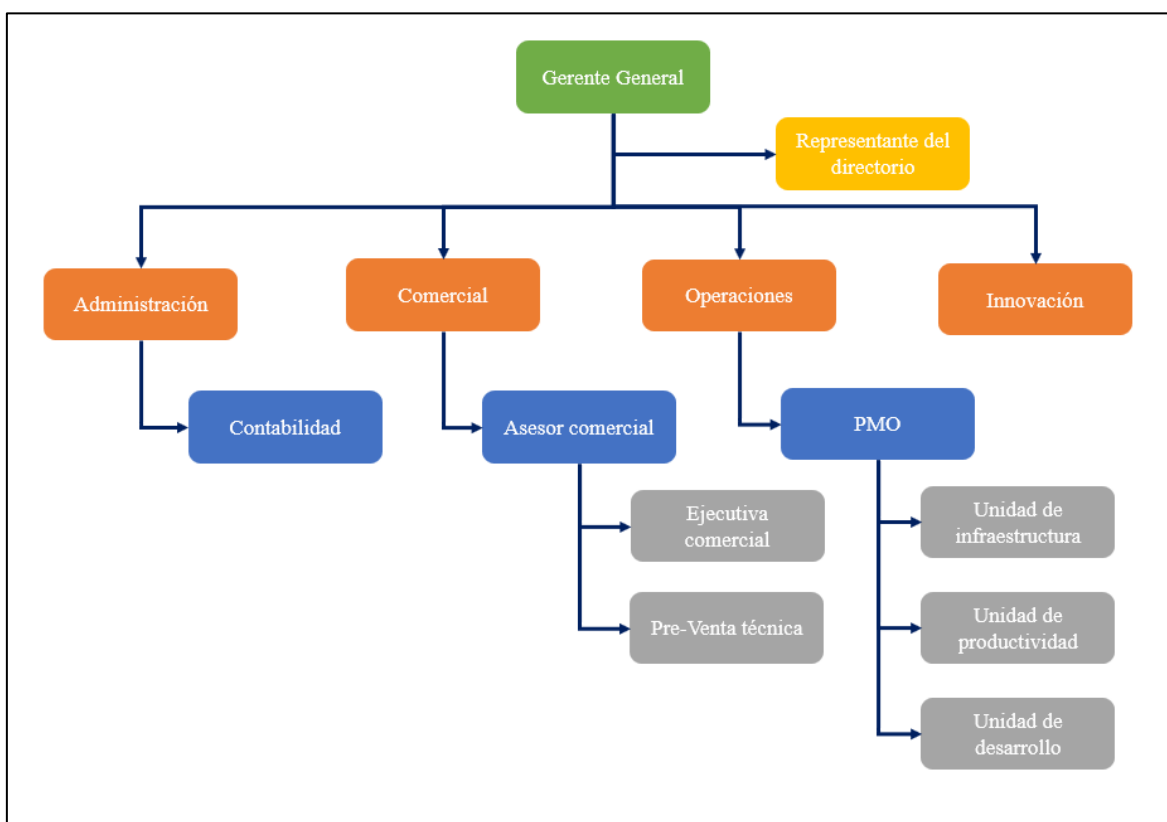 Gerente General
Representante del
directorio
Administración
Comercial
Operaciones
Innovación
Contabilidad
Asesor comercial
PMO
Ejecutiva
comercial
Unidad de
infraestructura
Pre-Venta técnica
Unidad de
productividad
Unidad de
desarrollo